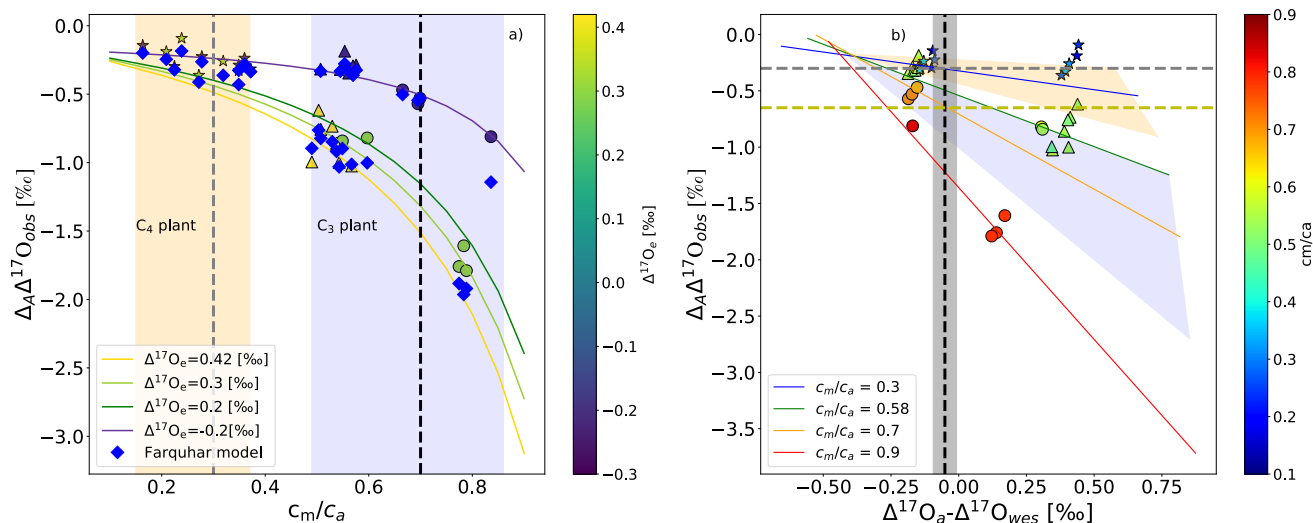 a)
0.0
−0.5
−1.0
−1.5
−2.0
−2.5
−3.0
Δ_AΔ¹⁷O_obs [‰]
C₄ plant
C₃ plant
Δ¹⁷O_e=0.42 [‰]
Δ¹⁷O_e=0.3 [‰]
Δ¹⁷O_e=0.2 [‰]
Δ¹⁷O_e=-0.2[‰]
Farquhar model
0.2
0.4
0.6
0.8
c_m/c_a
0.4
0.3
0.2
0.1
0.0
−0.1
−0.2
−0.3
Δ¹⁷O_e [‰]
b)
0.0
−0.5
−1.0
−1.5
−2.0
−2.5
−3.0
−3.5
Δ_AΔ¹⁷O_obs [‰]
c_m/c_a = 0.3
c_m/c_a = 0.58
c_m/c_a = 0.7
c_m/c_a = 0.9
−0.50
−0.25
0.00
0.25
0.50
0.75
Δ¹⁷O_a-Δ¹⁷O_wes [‰]
0.9
0.8
0.7
0.6
0.5
0.4
0.3
0.2
0.1
cm/ca